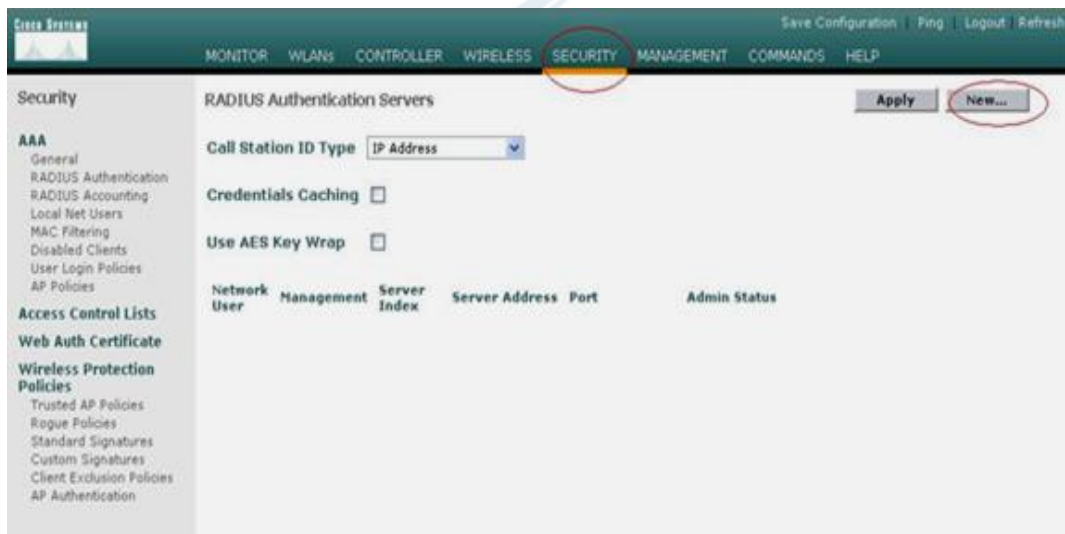 Cisco Systems
Save Configuration | Ping | Logout Refresh
MONITOR WLANs CONTROLLER WIRELESS SECURITY MANAGEMENT COMMANDS HELP
Security
AAA
General
RADIUS Authentication
RADIUS Accounting
Local Net Users
MAC Filtering
Disabled Clients
User Login Policies
AP Policies
Access Control Lists
Web Auth Certificate
Wireless Protection
Policies
Trusted AP Policies
Rogue Policies
Standard Signatures
Custom Signatures
Client Exclusion Policies
AP Authentication
RADIUS Authentication Servers
Apply
New...
Call Station ID Type IP Address
Credentials Caching
Use AES Key Wrap
Network User Management Server Index Server Address Port Admin Status